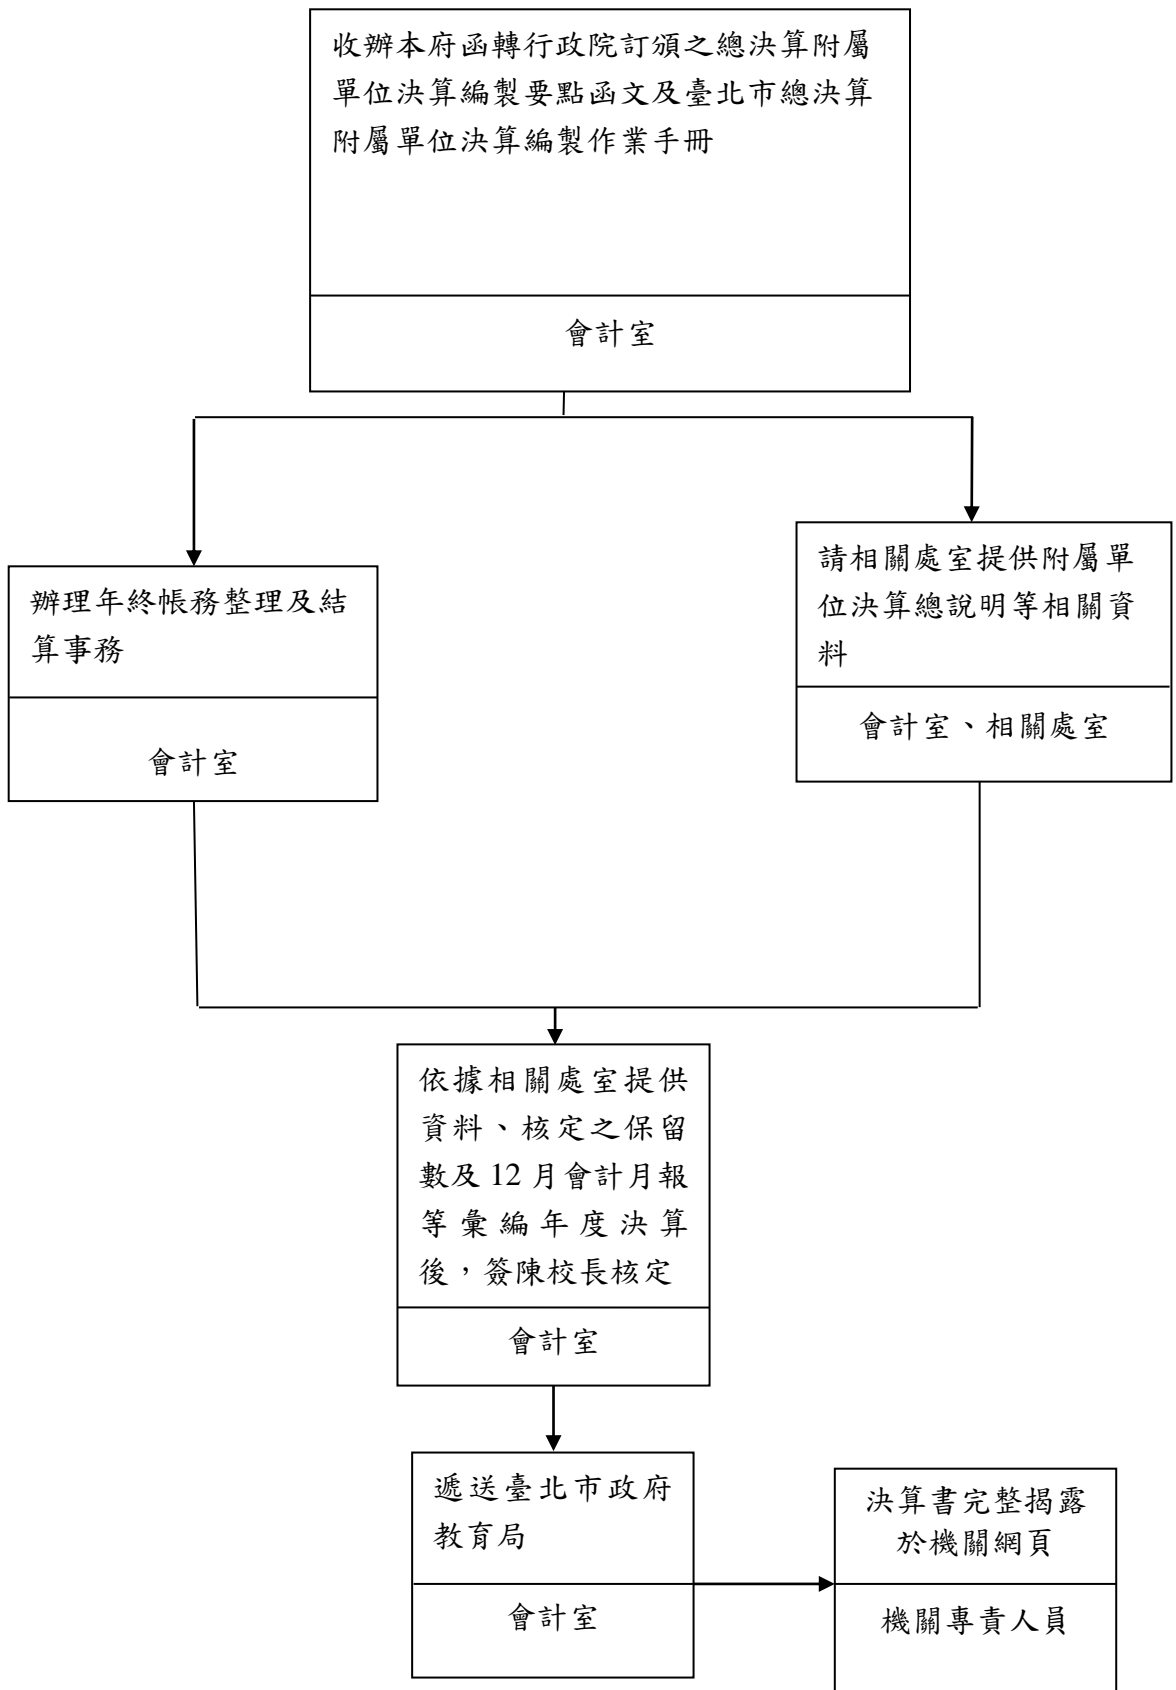 收辦本府函轉行政院訂頒之總決算附屬
單位決算編製要點函文及臺北市總決算
附屬單位決算編製作業手冊
會計室
辦理年終帳務整理及結
算事務
會計室
請相關處室提供附屬單
位決算總說明等相關資
料
會計室、相關處室
依據相關處室提供
資料、核定之保留
數及 12 月會計月報
等彙編年度決算
後，簽陳校長核定
會計室
遞送臺北市政府
教育局
會計室
決算書完整揭露
於機關網頁
機關專責人員